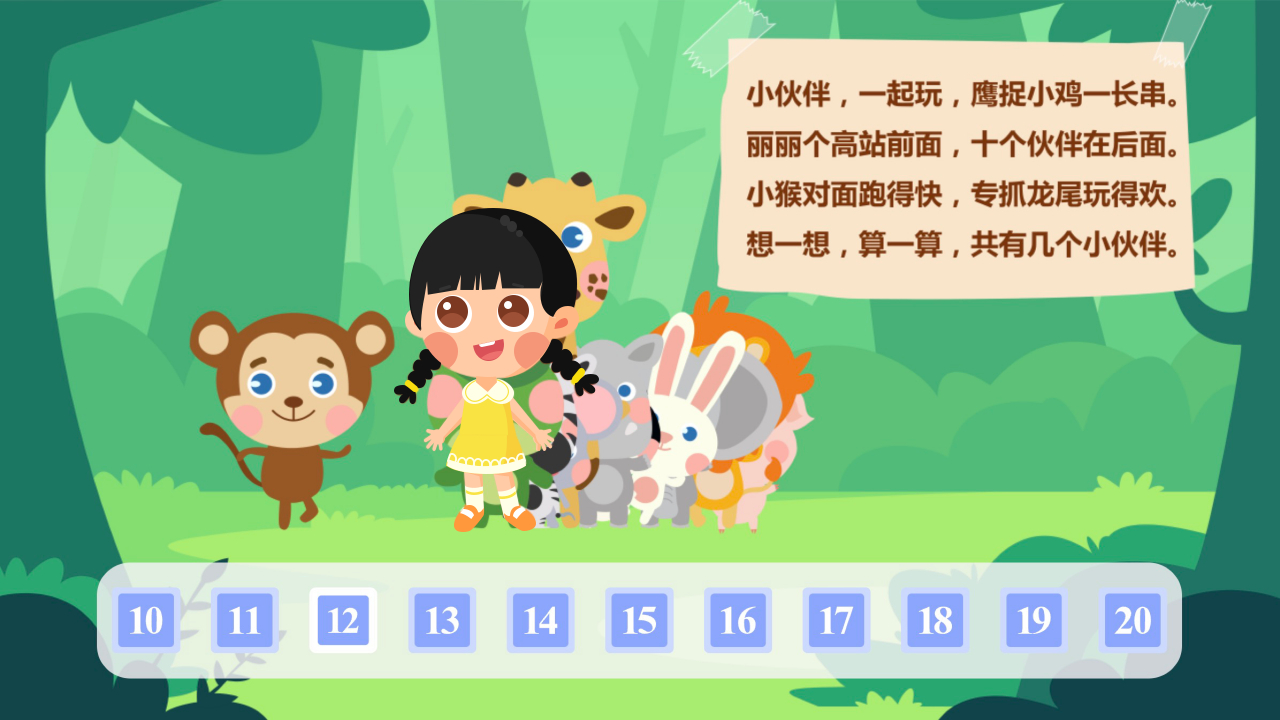 小伙伴，一起玩，鹰捉小鸡一长串。
丽丽个高站前面，十个伙伴在后面。
小猴对面跑得快，专抓龙尾玩得欢。
想一想，算一算，共有几个小伙伴。
10 11 12 13 14 15 16 17 18 19 20